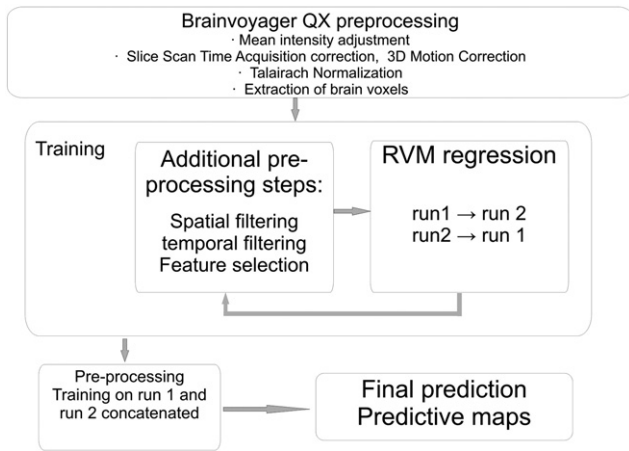 Brainvoyager QX preprocessing
· Mean intensity adjustment
· Slice Scan Time Acquisition correction, 3D Motion Correction
· Talairach Normalization
· Extraction of brain voxels
Training
Additional pre-
processing steps:
Spatial filtering
temporal filtering
Feature selection
RVM regression
run1 → run 2
run2 → run 1
Pre-processing
Training on run 1 and
run 2 concatenated
Final prediction
Predictive maps